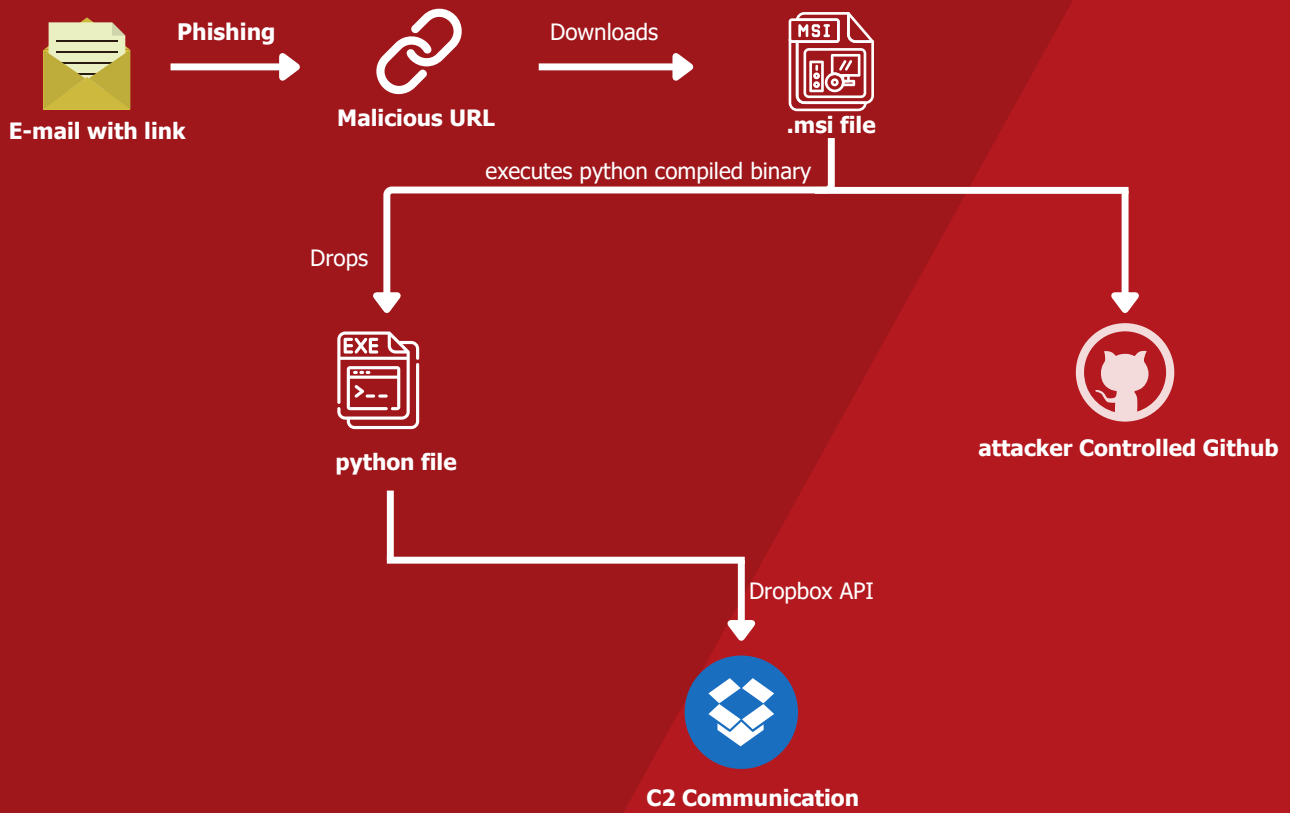 Phishing
Downloads
MSI
E-mail with link
Malicious URL
.msi file
executes python compiled binary
Drops
EXE
>_--
python file
attacker Controlled Github
Dropbox API
C2 Communication